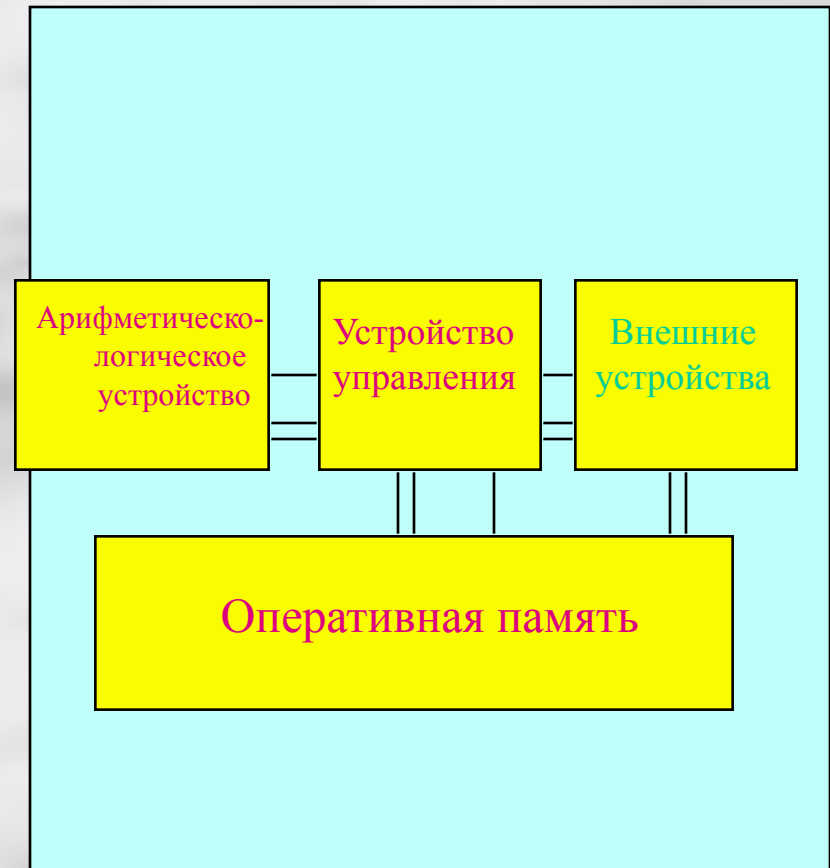 Арифметическо-
логическое
устройство
Устройство
управления
Внешние
устройства
Оперативная память